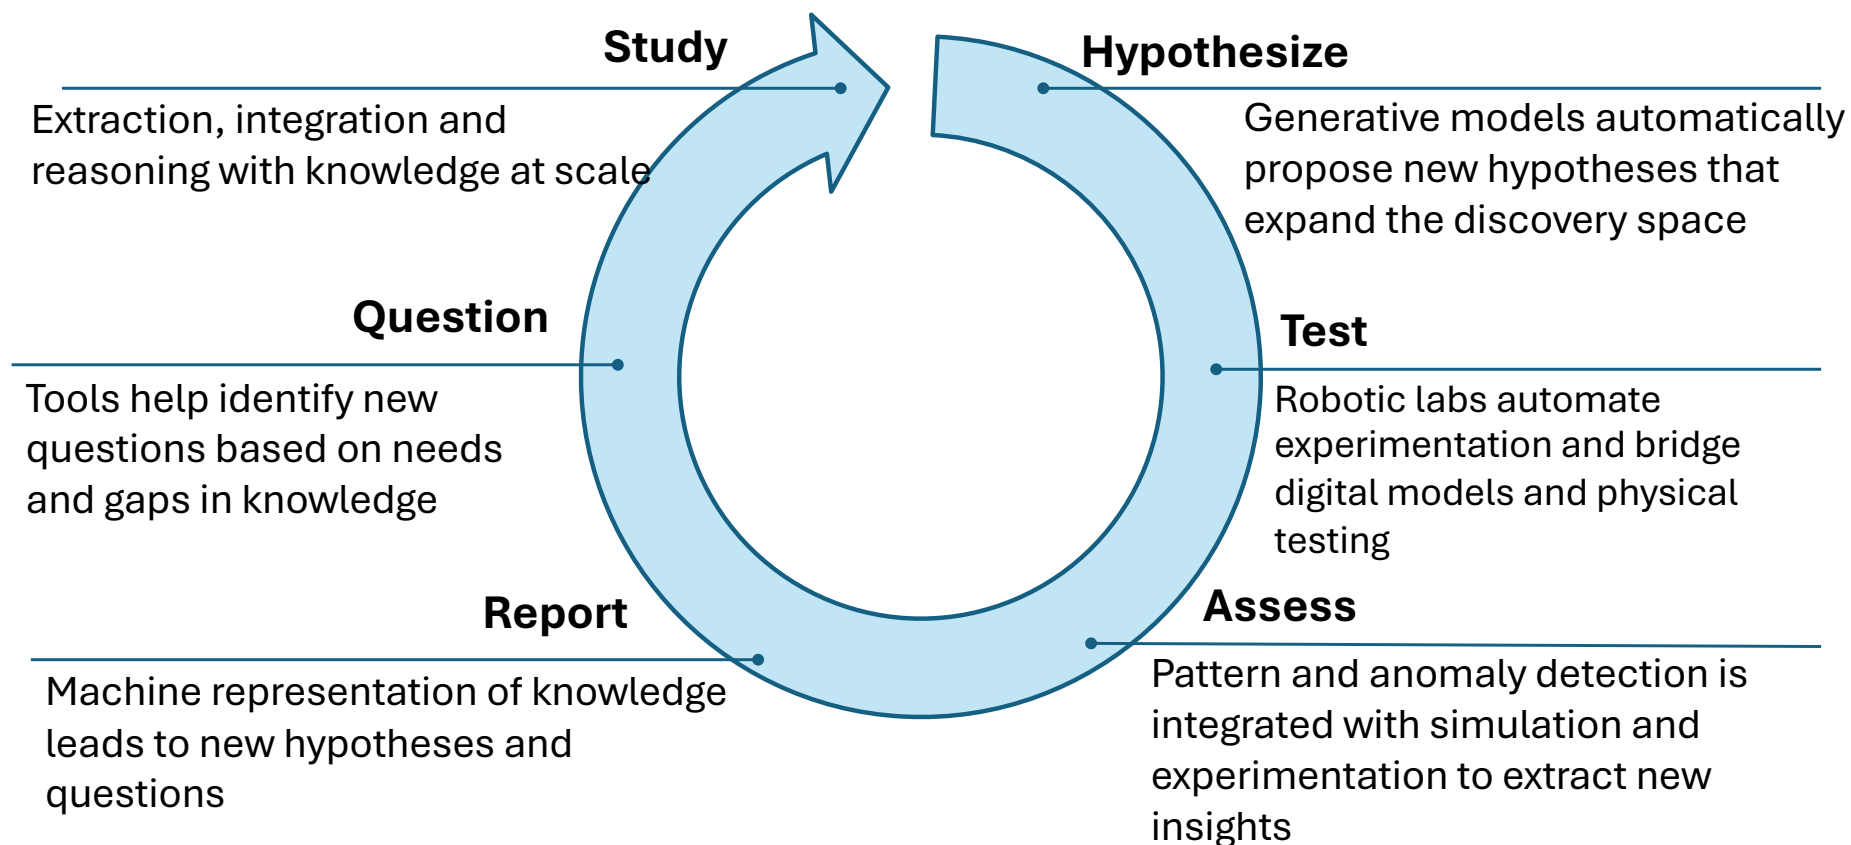 Study
Extraction, integration and
reasoning with knowledge at scale
Hypothesize
Generative models automatically
propose new hypotheses that
expand the discovery space
Question
Tools help identify new
questions based on needs
and gaps in knowledge
Test
Robotic labs automate
experimentation and bridge
digital models and physical
testing
Report
Machine representation of knowledge
leads to new hypotheses and
questions
Assess
Pattern and anomaly detection is
integrated with simulation and
experimentation to extract new
insights